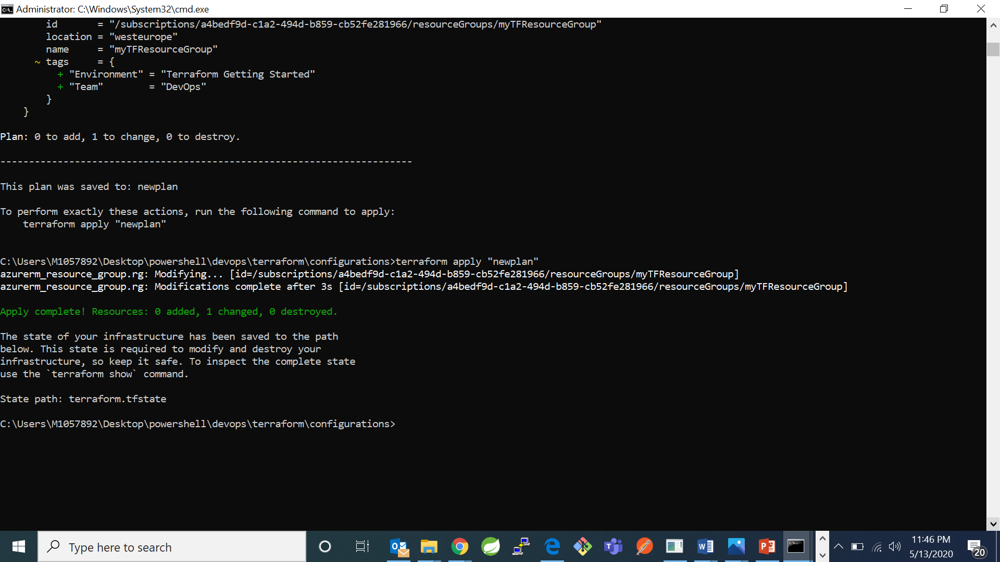 Administrator: C:\Windows\System32\cmd.exe
id       = "/subscriptions/a4bedf9d-c1a2-494d-b859-cb52fe281966/resourceGroups/myTFResourceGroup"
location = "westeurope"
name     = "myTFResourceGroup"
~ tags     = {
+ "Environment" = "Terraform Getting Started"
+ "Team"        = "DevOps"
}
}
Plan: 0 to add, 1 to change, 0 to destroy.
------------------------------------------------------------------------
This plan was saved to: newplan
To perform exactly these actions, run the following command to apply:
terraform apply "newplan"
C:\Users\M1057892\Desktop\powershell\devops\terraform\configurations>terraform apply "newplan"
azurerm_resource_group.rg: Modifying... [id=/subscriptions/a4bedf9d-c1a2-494d-b859-cb52fe281966/resourceGroups/myTFResourceGroup]
azurerm_resource_group.rg: Modifications complete after 3s [id=/subscriptions/a4bedf9d-c1a2-494d-b859-cb52fe281966/resourceGroups/myTFResourceGroup]
Apply complete! Resources: 0 added, 1 changed, 0 destroyed.
The state of your infrastructure has been saved to the path
below. This state is required to modify and destroy your
infrastructure, so keep it safe. To inspect the complete state
use the `terraform show` command.
State path: terraform.tfstate
C:\Users\M1057892\Desktop\powershell\devops\terraform\configurations>
Type here to search
11:46 PM
5/13/2020
20